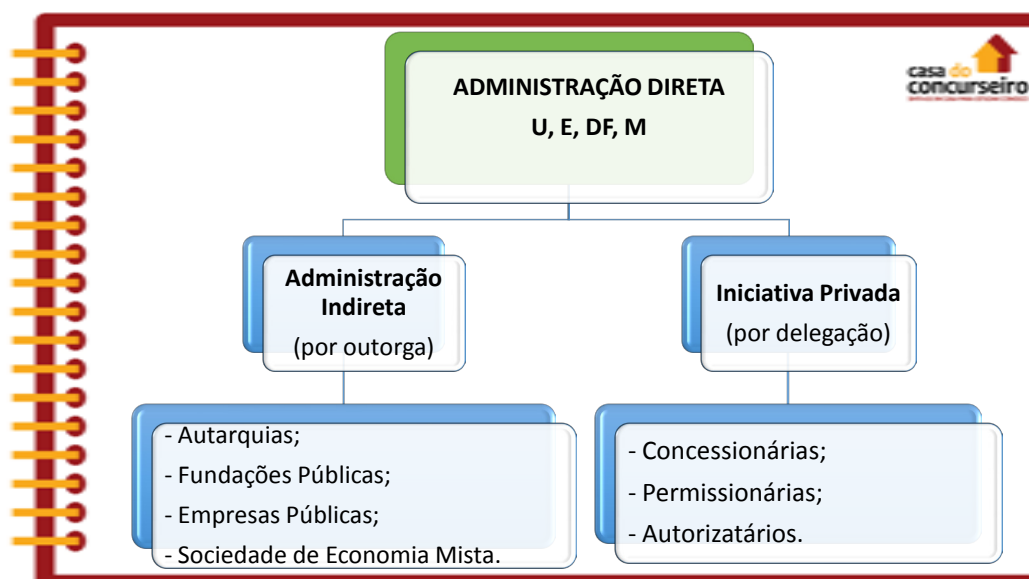 ADMINISTRAÇÃO DIRETA
U, E, DF, M
casa do
concurseiro
Administração
Indireta
(por outorga)
Iniciativa Privada
(por delegação)
- Autarquias;
- Fundações Públicas;
- Empresas Públicas;
- Sociedade de Economia Mista.
- Concessionárias;
- Permissionárias;
- Autorizatários.